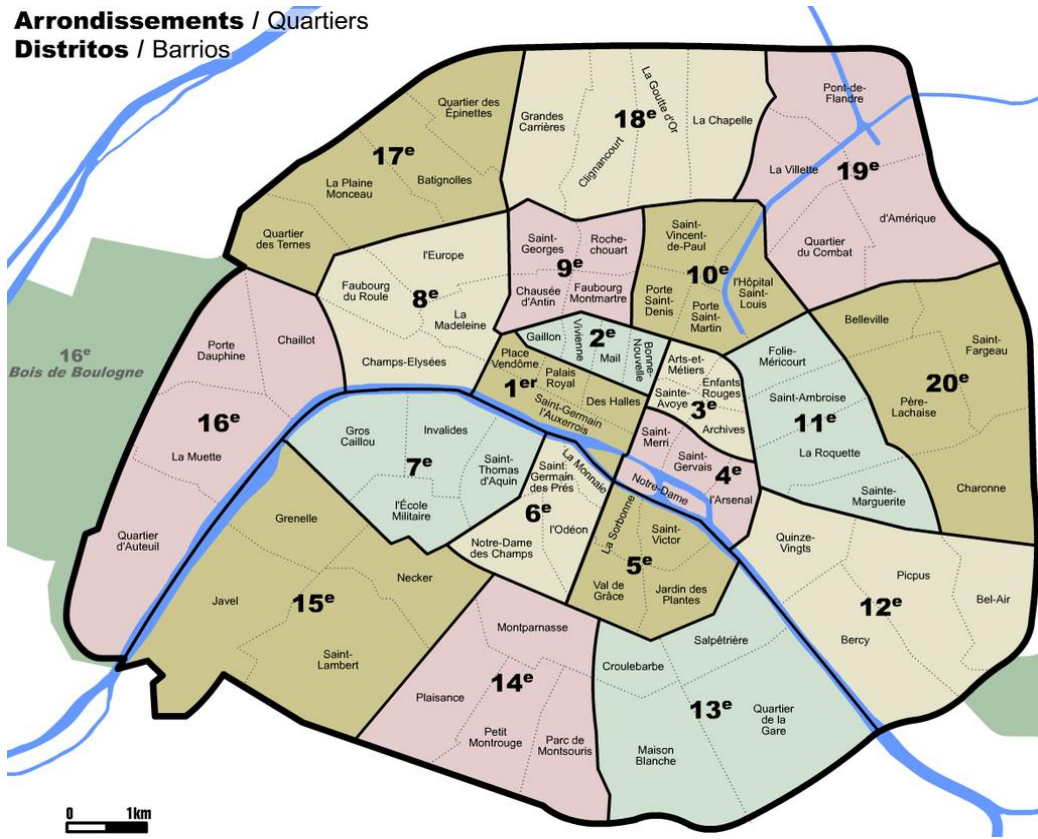 Arrondissements / Quartiers
Distritos / Barrios
18e
Grandes
Carrières
Clignancourt
La Goutte d'Or
La Chapelle
19e
Pont-de-
Flandre
La Villette
d'Amérique
Quartier
du Combat
17e
Quartier des
Épinettes
Batignolles
La Plaine
Monceau
Quartier
des Ternes
8e
l'Europe
Faubourg
du Roule
La
Madeleine
Champs-Elysées
9e
Saint-
Georges
Roche-
chouart
Chausée
d'Antin
Faubourg
Montmartre
10e
Saint-
Vincent-
de-Paul
Porte
Saint-
Denis
Porte
Saint-
Martin
l'Hôpital
Saint-
Louis
2e
Gaillon
Vivienne
Mail
Bonne-
Nouvelle
1er
Place
Vendôme
Palais
Royal
Des Halles
Saint-Germain
l'Auxerrois
3e
Arts-et-
Métiers
Enfants
Rouges
Sainte-
Avoye
Archives
4e
Saint-
Merri
Saint-
Gervais
l'Arsenal
Notre-Dame
11e
Folie-
Méricourt
Saint-Ambroise
La Roquette
Sainte-
Marguerite
20e
Belleville
Saint-
Fargeau
Père-
Lachaise
Charonne
16e
Bois de Boulogne
16e
Porte
Dauphine
Chaillot
La Muette
Quartier
d'Auteuil
7e
Gros
Caillou
Invalides
Saint-
Thomas
d'Aquin
l'École
Militaire
6e
Saint
Germain
des Prés
La Monnaie
l'Odéon
Notre-Dame
des Champs
5e
La Sorbonne
Saint-
Victor
Val de
Grâce
Jardin des
Plantes
12e
Quinze-
Vingts
Picpus
Bel-Air
Bercy
15e
Grenelle
Necker
Javel
Saint-
Lambert
14e
Montparnasse
Plaisance
Petit
Montrouge
Parc de
Montsouris
13e
Salpêtrière
Croulebarbe
Quartier
de la
Gare
Maison
Blanche
0 1km